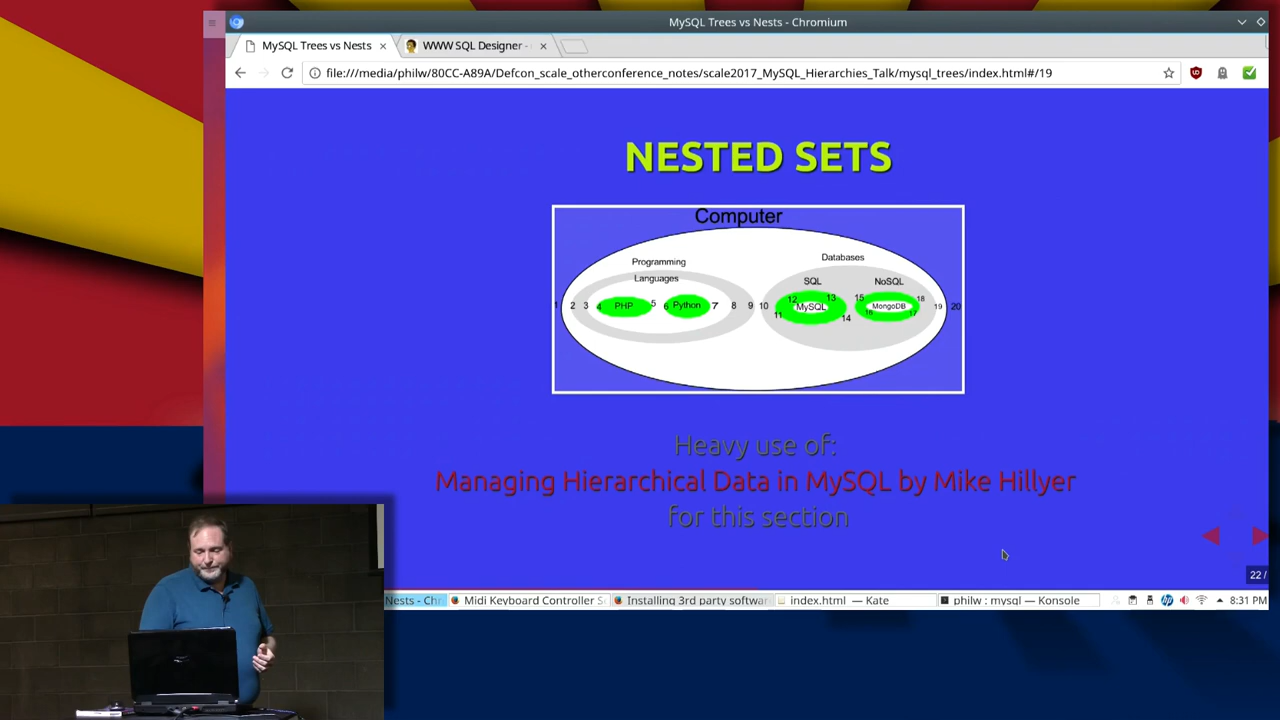 MySQL Trees vs Nests - Chromium
MySQL Trees vs Nests
WWW SQL Designer -
file:///media/philw/80CC-A89A/Defcon_scale_otherconference_notes/scale2017_MySQL_Hierarchies_Talk/mysql_trees/index.html#/19
NESTED SETS
Computer
Programming
Languages
Databases
SQL
NoSQL
1 2 3 4 PHP 5 6 Python 7 8 9 10 11 12 MySQL 13 14 15 16 MongoDB 17 18 19 20
Heavy use of:
Managing Hierarchical Data in MySQL by Mike Hillyer
for this section
22 /
Nests - Chr
Midi Keyboard Controller S
Installing 3rd party softwa
index.html — Kate
philw : mysql — Konsole
8:31 PM